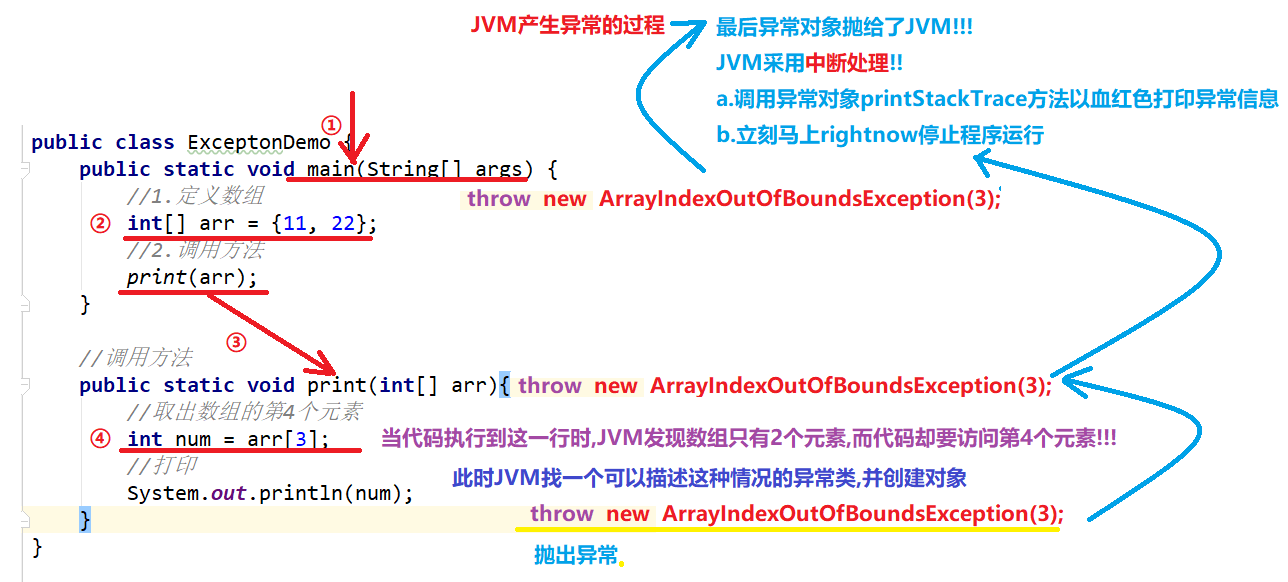 JVM产生异常的过程
最后异常对象抛给了JVM!!!
JVM采用中断处理!!
a.调用异常对象printStackTrace方法以血红色打印异常信息
b.立刻马上rightnow停止程序运行
①
public class ExceptonDemo {
public static void main(String[] args) {
//1.定义数组
throw new ArrayIndexOutOfBoundsException(3);
② int[] arr = {11, 22};
//2.调用方法
print(arr);
}
③
//调用方法
public static void print(int[] arr){ throw new ArrayIndexOutOfBoundsException(3);
//取出数组的第4个元素
④ int num = arr[3]; 当代码执行到这一行时,JVM发现数组只有2个元素,而代码却要访问第4个元素!!!
//打印
此时JVM找一个可以描述这种情况的异常类,并创建对象
System.out.println(num);
} throw new ArrayIndexOutOfBoundsException(3);
}
抛出异常